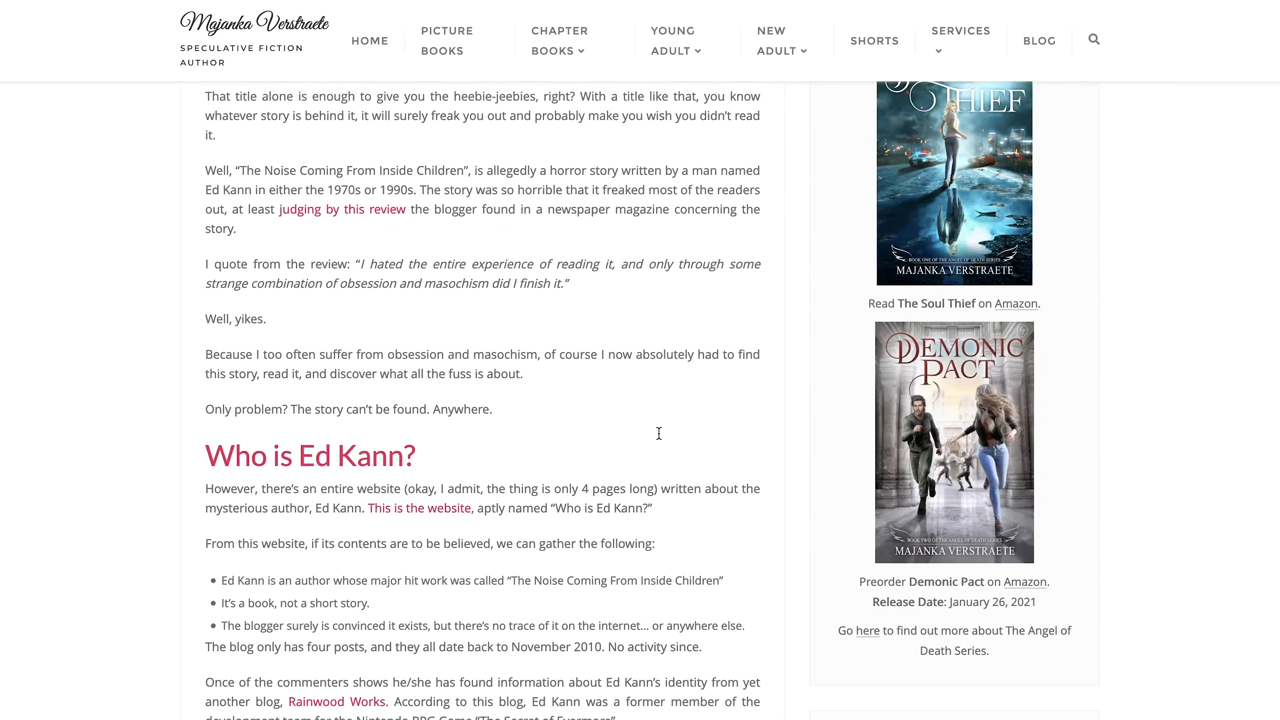 Majanka Verstraete
SPECULATIVE FICTION
AUTHOR
HOME
PICTURE
BOOKS
CHAPTER
BOOKS
YOUNG
ADULT
NEW
ADULT
SHORTS
SERVICES
BLOG
That title alone is enough to give you the heebie-jeebies, right? With a title like that, you know
whatever story is behind it, it will surely freak you out and probably make you wish you didn’t read
it.
Well, “The Noise Coming From Inside Children”, is allegedly a horror story written by a man named
Ed Kann in either the 1970s or 1990s. The story was so horrible that it freaked most of the readers
out, at least judging by this review the blogger found in a newspaper magazine concerning the
story.
I quote from the review: “I hated the entire experience of reading it, and only through some
strange combination of obsession and masochism did I finish it.”
Well, yikes.
Because I too often suffer from obsession and masochism, of course I now absolutely had to find
this story, read it, and discover what all the fuss is about.
Only problem? The story can’t be found. Anywhere.
Who is Ed Kann?
However, there’s an entire website (okay, I admit, the thing is only 4 pages long) written about the
mysterious author, Ed Kann. This is the website, aptly named “Who is Ed Kann?”
From this website, if its contents are to be believed, we can gather the following:
Ed Kann is an author whose major hit work was called “The Noise Coming From Inside Children”
It’s a book, not a short story.
The blogger surely is convinced it exists, but there’s no trace of it on the internet… or anywhere else.
The blog only has four posts, and they all date back to November 2010. No activity since.
Once of the commenters shows he/she has found information about Ed Kann’s identity from yet
another blog, Rainwood Works. According to this blog, Ed Kann was a former member of the
development team for the Nintendo RPG Game “The Secret of Evermore”
THIEF
BOOK ONE OF THE ANGEL OF DEATH SERIES
MAJANKA VERSTRAETE
Read The Soul Thief on Amazon.
DEMONIC
PACT
BOOK TWO OF THE ANGEL OF DEATH SERIES
MAJANKA VERSTRAETE
Preorder Demonic Pact on Amazon.
Release Date: January 26, 2021
Go here to find out more about The Angel of
Death Series.